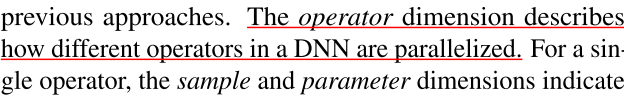 previous approaches. The operator dimension describes
how different operators in a DNN are parallelized. For a sin-
gle operator, the sample and parameter dimensions indicate